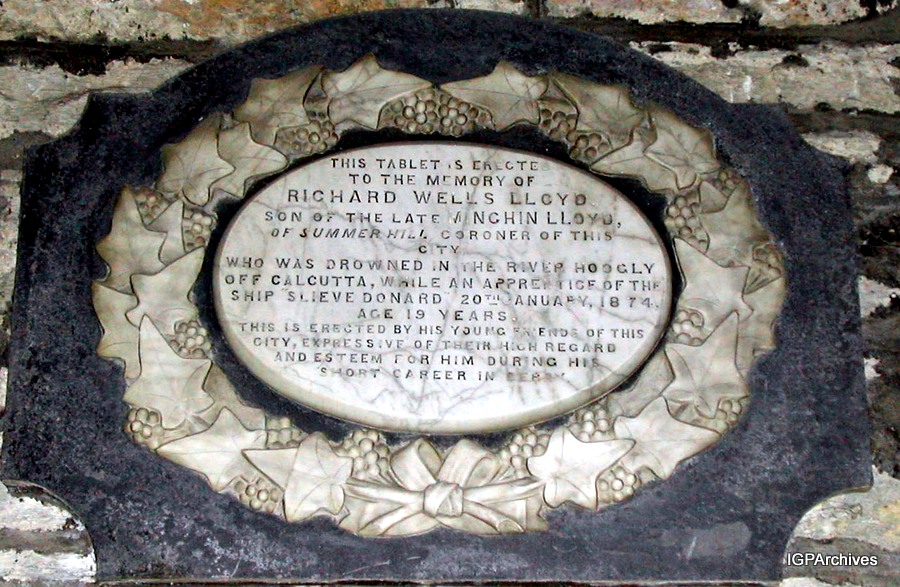 THIS TABLET IS ERECTED
TO THE MEMORY OF
RICHARD WELLS LLOYD.
SON OF THE LATE MINCHIN LLOYD,
OF SUMMER HILL CORONER OF THIS
CITY
WHO WAS DROWNED IN THE RIVER HOOGLY
OFF CALCUTTA, WHILE AN APPRENTICE OF THE
SHIP "SLIEVE DONARD" 20TH JANUARY, 1874.
AGE 19 YEARS.
THIS IS ERECTED BY HIS YOUNG FRIENDS OF THIS
CITY, EXPRESSIVE OF THEIR HIGH REGARD
AND ESTEEM FOR HIM DURING HIS
SHORT CAREER IN DERRY
IGPArchives